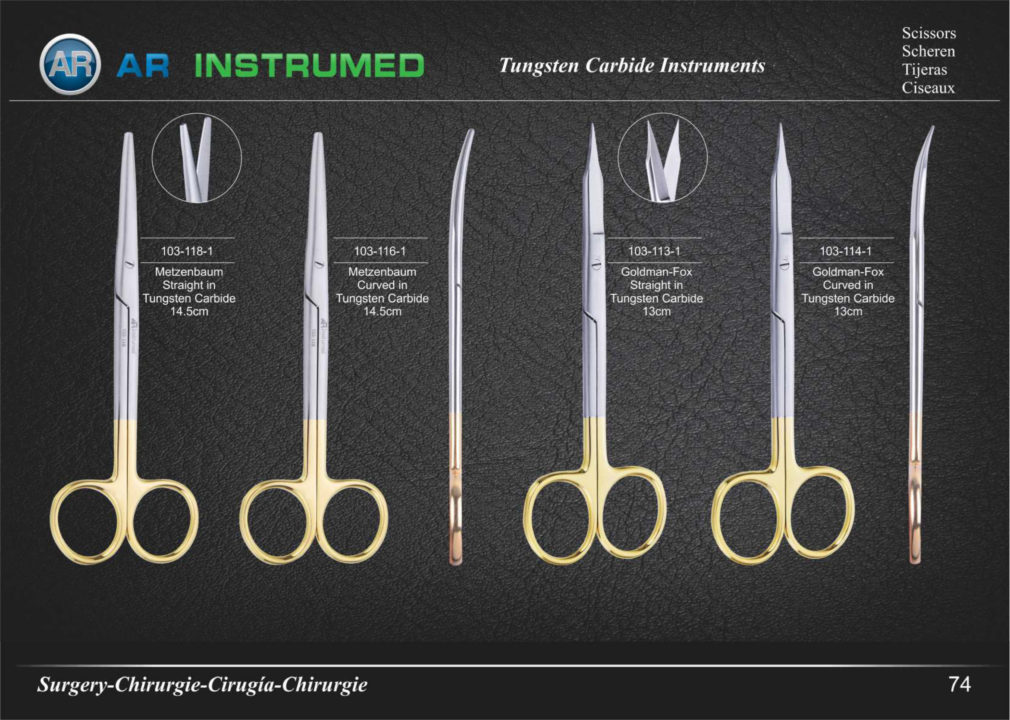 AR
AR INSTRUMED
Tungsten Carbide Instruments
Scissors
Scheren
Tijeras
Ciseaux
103-118-1
Metzenbaum
Straight in
Tungsten Carbide
14.5cm
103-116-1
Metzenbaum
Curved in
Tungsten Carbide
14.5cm
103-113-1
Goldman-Fox
Straight in
Tungsten Carbide
13cm
103-114-1
Goldman-Fox
Curved in
Tungsten Carbide
13cm
Surgery-Chirurgie-Cirugía-Chirurgie
74